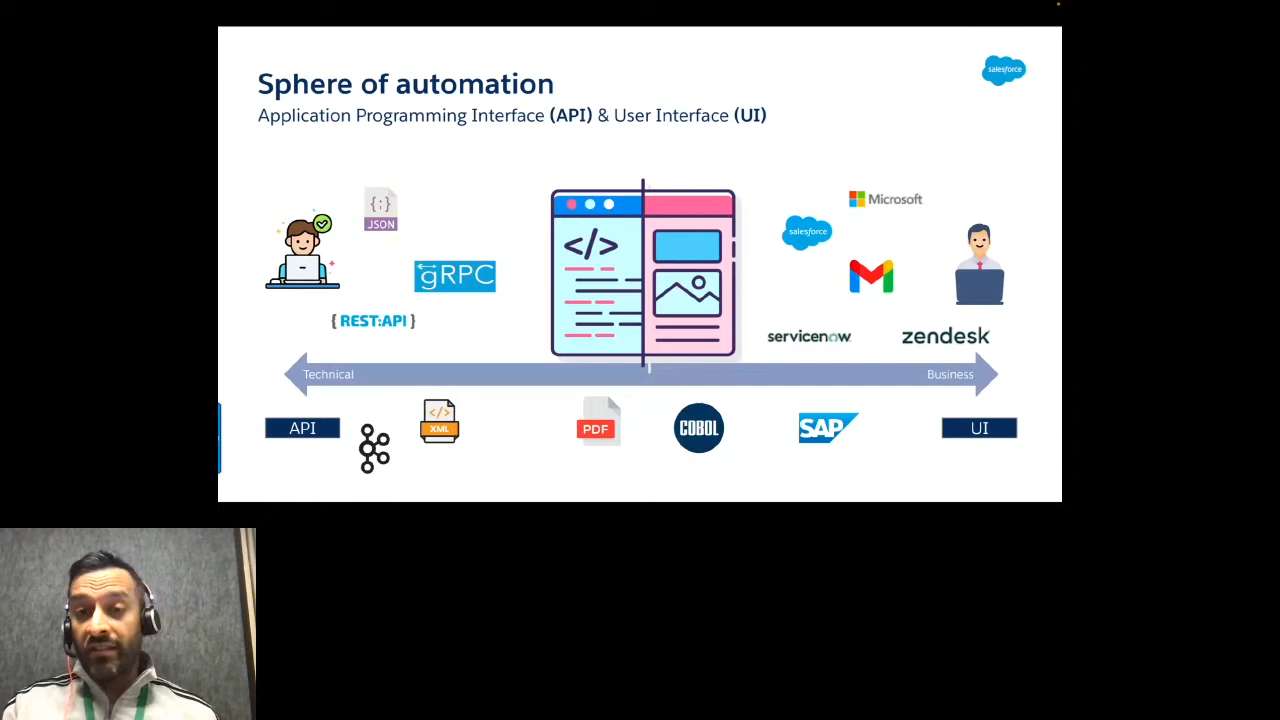 Sphere of automation
salesforce
Application Programming Interface (API) & User Interface (UI)
{;}
JSON
Microsoft
salesforce
</>
gRPC
{ REST:API }
servicenow
zendesk
Technical
Business
API
</>
XML
PDF
COBOL
SAP
UI